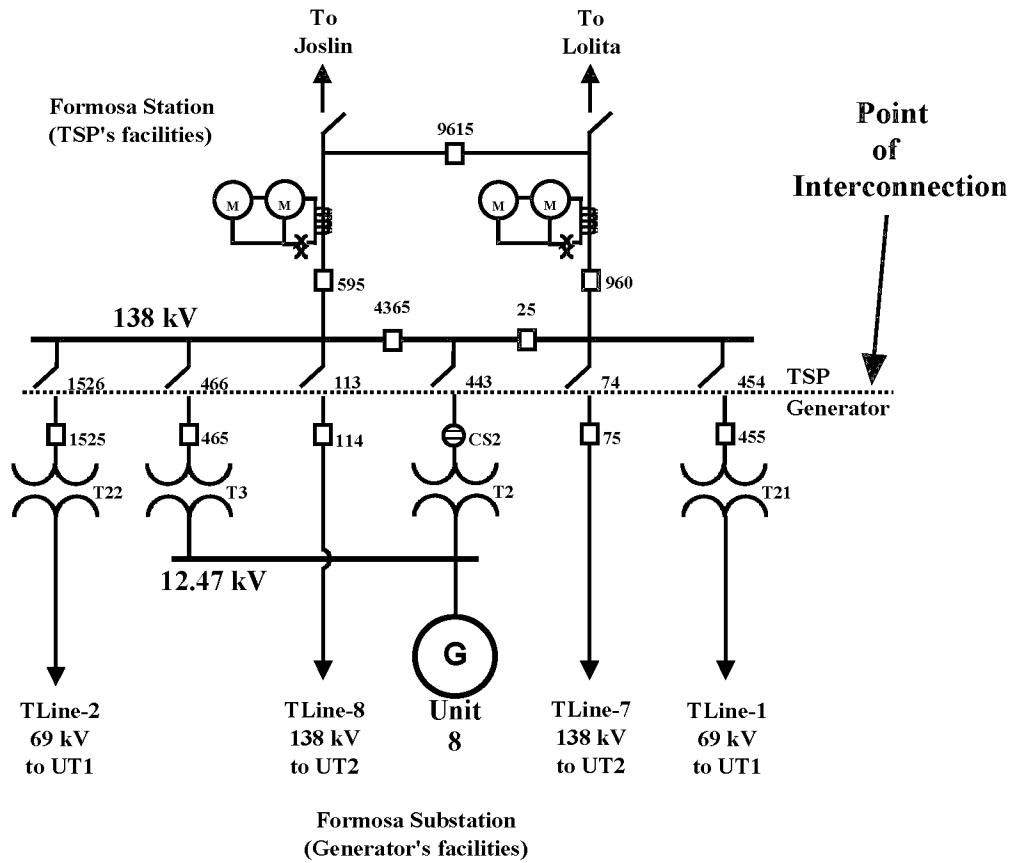 To
Joslin
To
Lolita
Formosa Station
(TSP's facilities)
9615
Point
of
Interconnection
M
M
M
M
595
960
4365
25
138 kV
1526
466
113
443
74
454
TSP
Generator
1525
465
114
CS2
75
455
T22
T3
T2
T21
12.47 kV
G
TLine-2
69 kV
to UT1
TLine-8
138 kV
to UT2
Unit
8
TLine-7
138 kV
to UT2
TLine-1
69 kV
to UT1
Formosa Substation
(Generator's facilities)